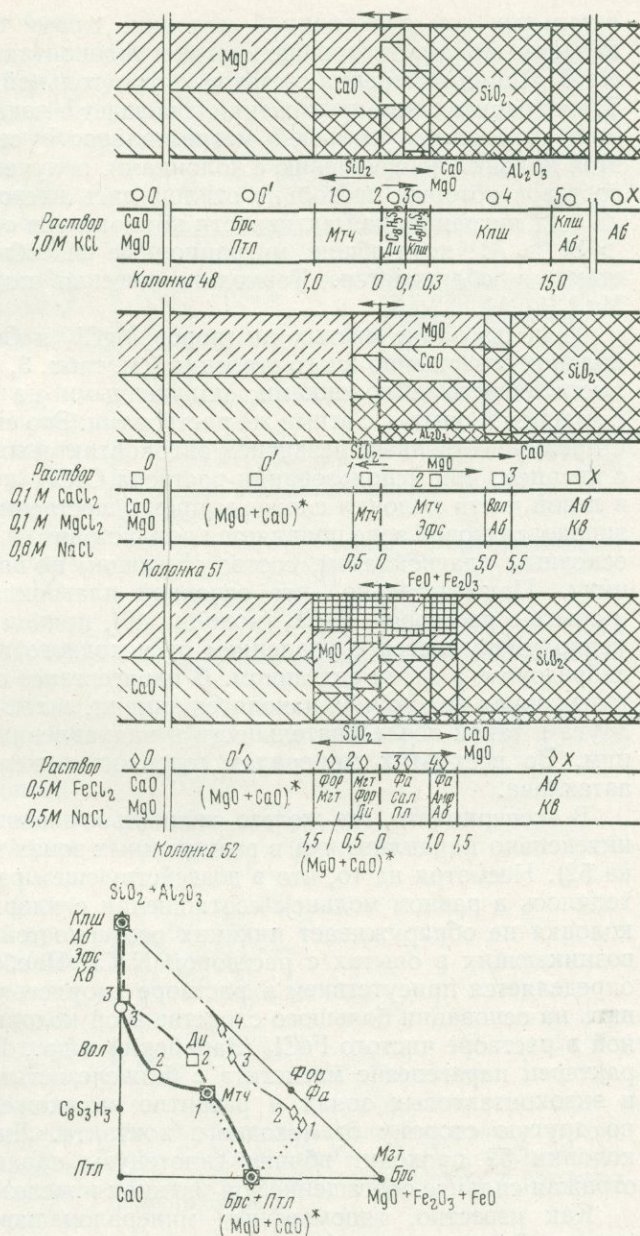 MgO
CaO
SiO₂
Al₂O₃
SiO₂
CaO
MgO
0
0'
1
2
3
4
5
X
Раствор
1,0 М KCl
CaO
MgO
Брс
Птл
Мтч
Ди C₈H₃S₃
C₈H₃S₃ Кпш
Кпш
Кпш
Аб
Аб
Колонка 48
1,0
0
0,1
0,3
15,0
MgO
CaO
Al₂O₃
SiO₂
SiO₂
CaO
MgO
0
0'
1
2
3
X
Раствор
0,1 М CaCl₂
0,1 М MgCl₂
0,8М NaCl
CaO
MgO
(MgO+CaO)*
Мтч
Мтч
Эфс
Вол
Аб
Аб
Кв
Колонка 51
0,5
0
5,0
5,5
FeO+Fe₂O₃
MgO
CaO
SiO₂
SiO₂
CaO
MgO
0
0'
1
2
3
4
X
Раствор
0,5М FeCl₂
0,5М NaCl
CaO
MgO
(MgO+CaO)*
Фор
Мгт
Мгт
Фор
Ди
Фа
Сал
Пл
Фа
Амф
Аб
Аб
Кв
Колонка 52
1,5
0,5
0
1,0
1,5
(MgO+CaO)*
SiO₂+Al₂O₃
Кпш
Аб
Эфс
Кв
3
3
4
3
Ди
2
2
Вол
Мтч
Фор
Фа
C₈S₃H₃
2
1
Птл
CaO
Брс+Птл
(MgO+CaO)*
Мгт
Брс
MgO+Fe₂O₃+FeO